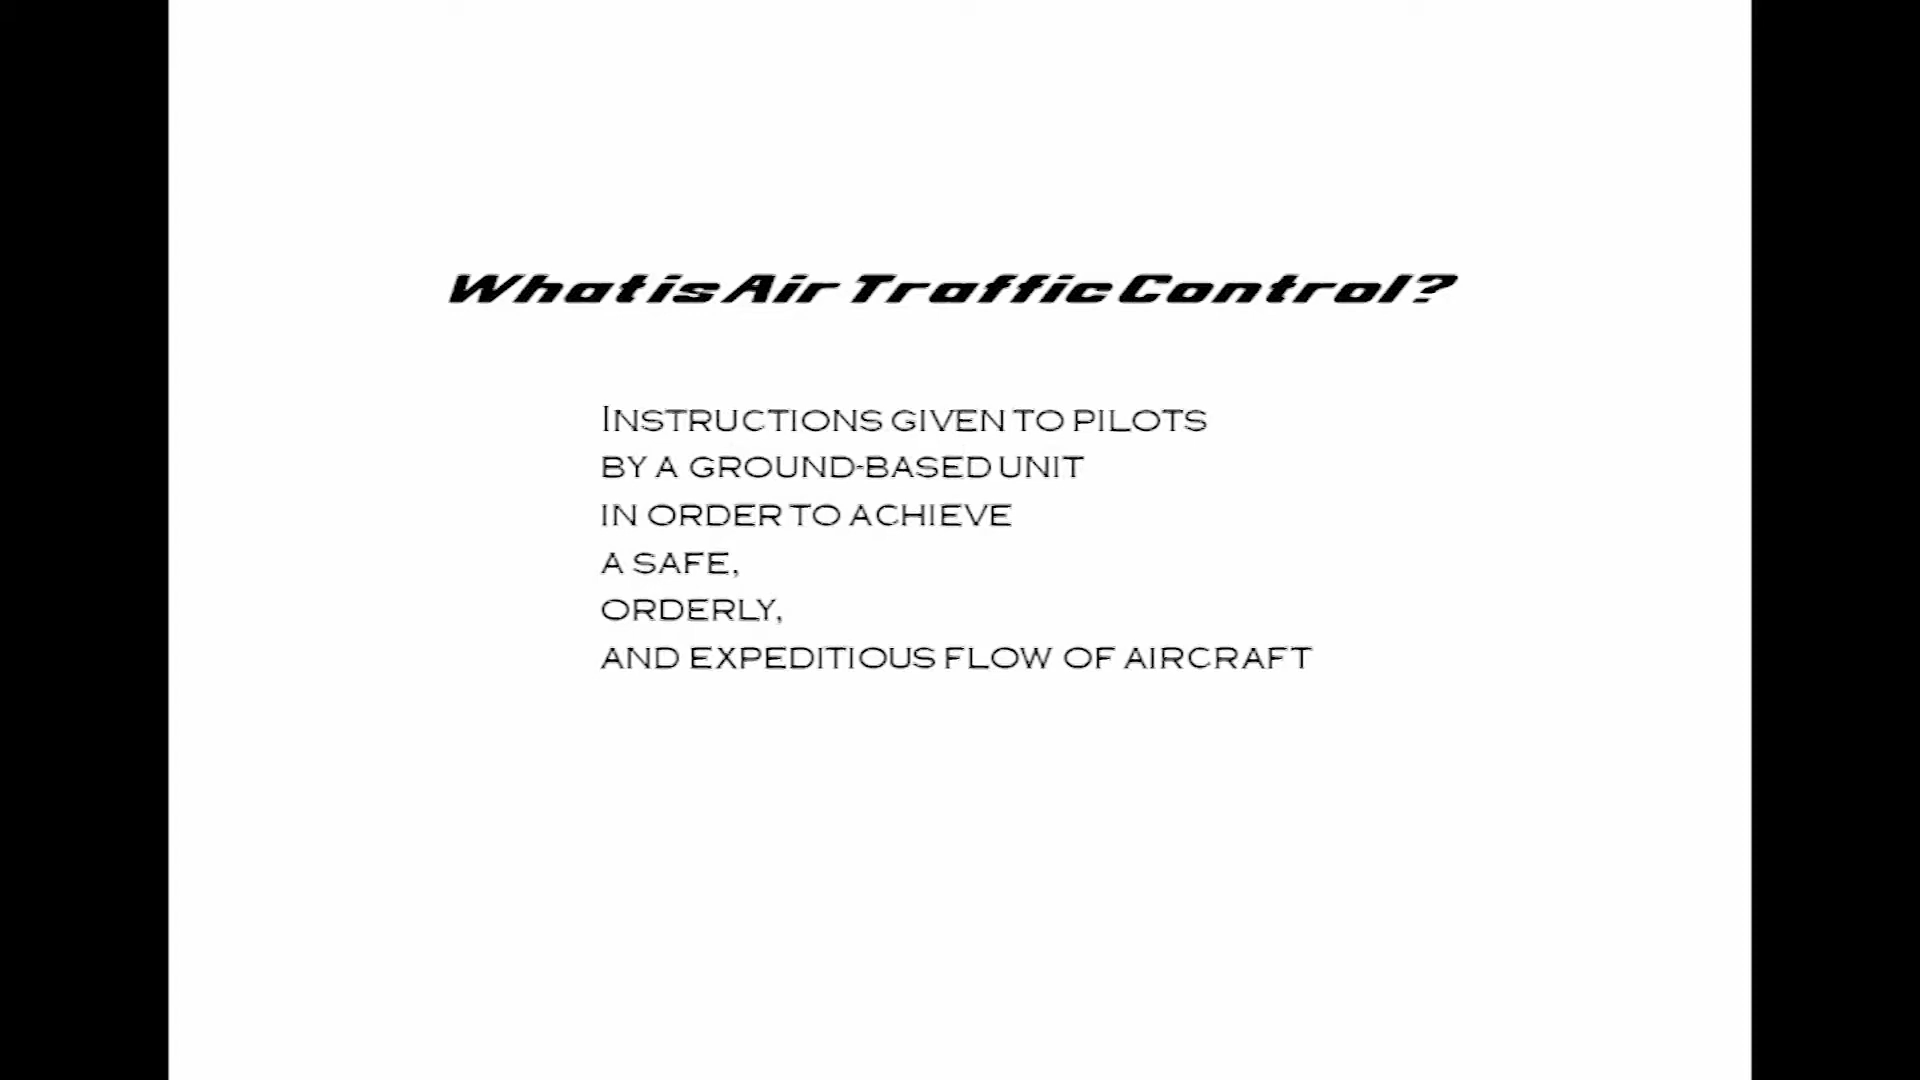 What is Air Traffic Control?
Instructions given to pilots
by a ground-based unit
in order to achieve
a safe,
orderly,
and expeditious flow of aircraft